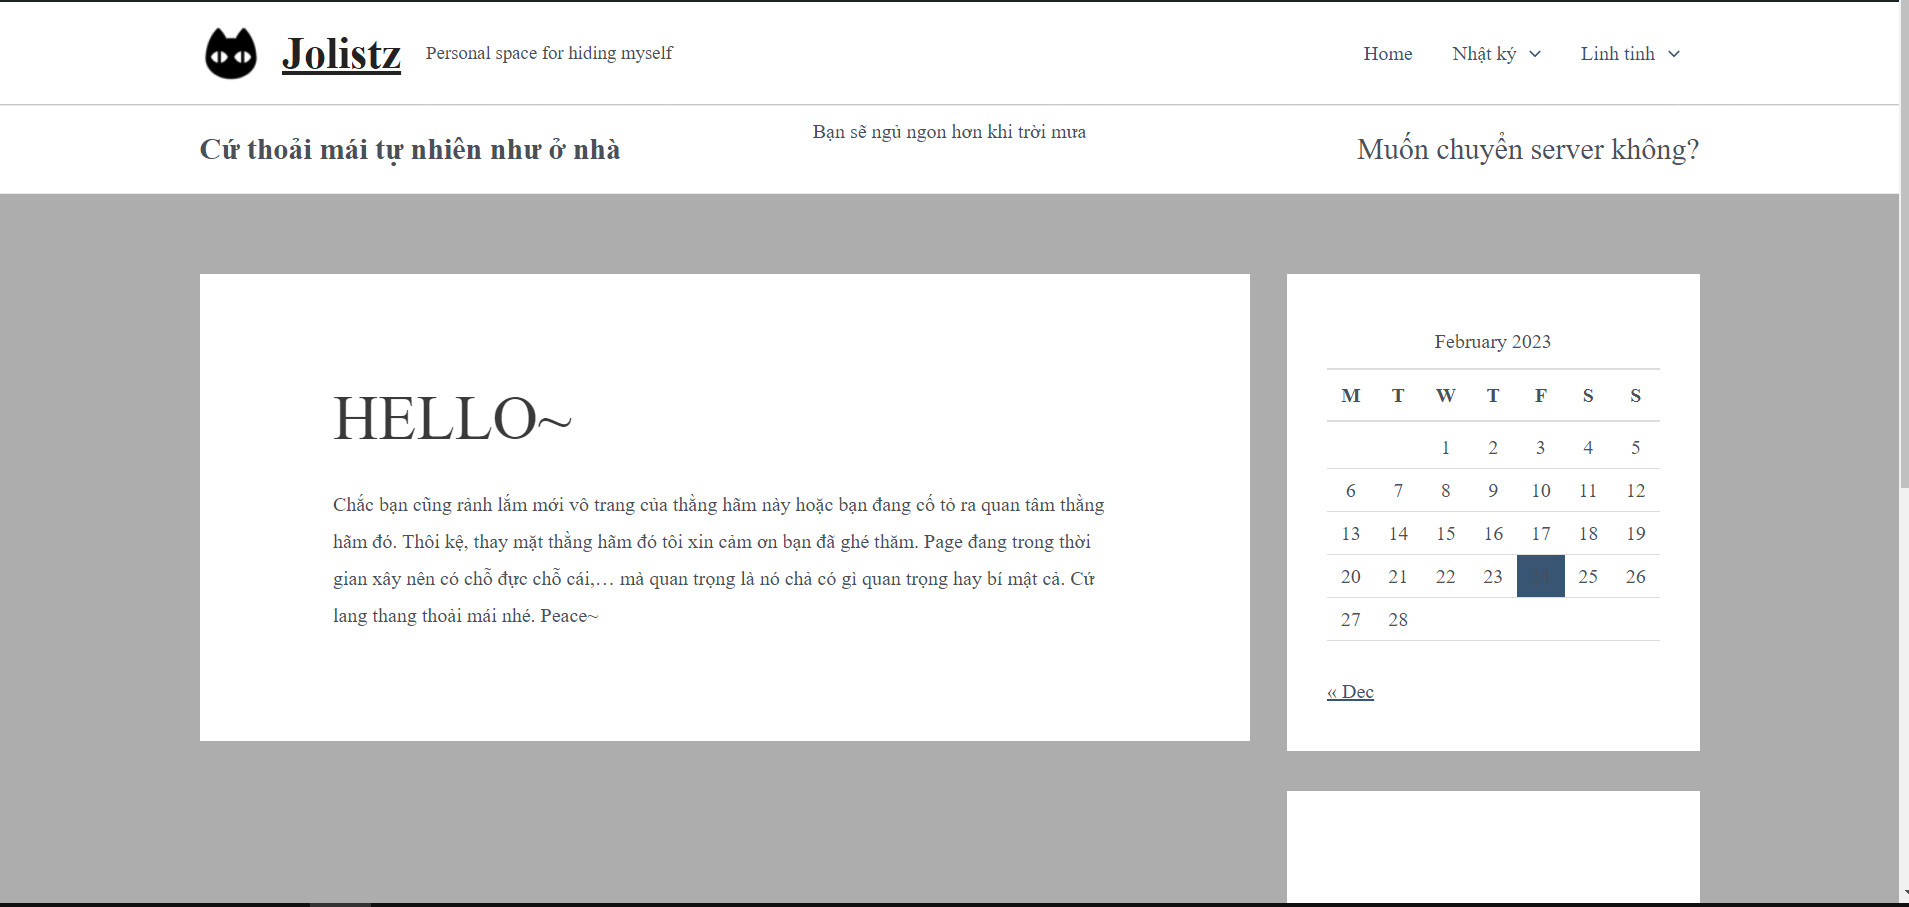 Jolistz
Personal space for hiding myself
Home
Nhật ký
Linh tinh
Cứ thoải mái tự nhiên như ở nhà
Bạn sẽ ngủ ngon hơn khi trời mưa
Muốn chuyển server không?
HELLO~
Chắc bạn cũng rảnh lắm mới vô trang của thằng hãm này hoặc bạn đang cố tỏ ra quan tâm thằng
hãm đó. Thôi kệ, thay mặt thằng hãm đó tôi xin cảm ơn bạn đã ghé thăm. Page đang trong thời
gian xây nên có chỗ đực chỗ cái,… mà quan trọng là nó chả có gì quan trọng hay bí mật cả. Cứ
lang thang thoải mái nhé. Peace~
February 2023
M T W T F S S
1 2 3 4 5
6 7 8 9 10 11 12
13 14 15 16 17 18 19
20 21 22 23 24 25 26
27 28
« Dec